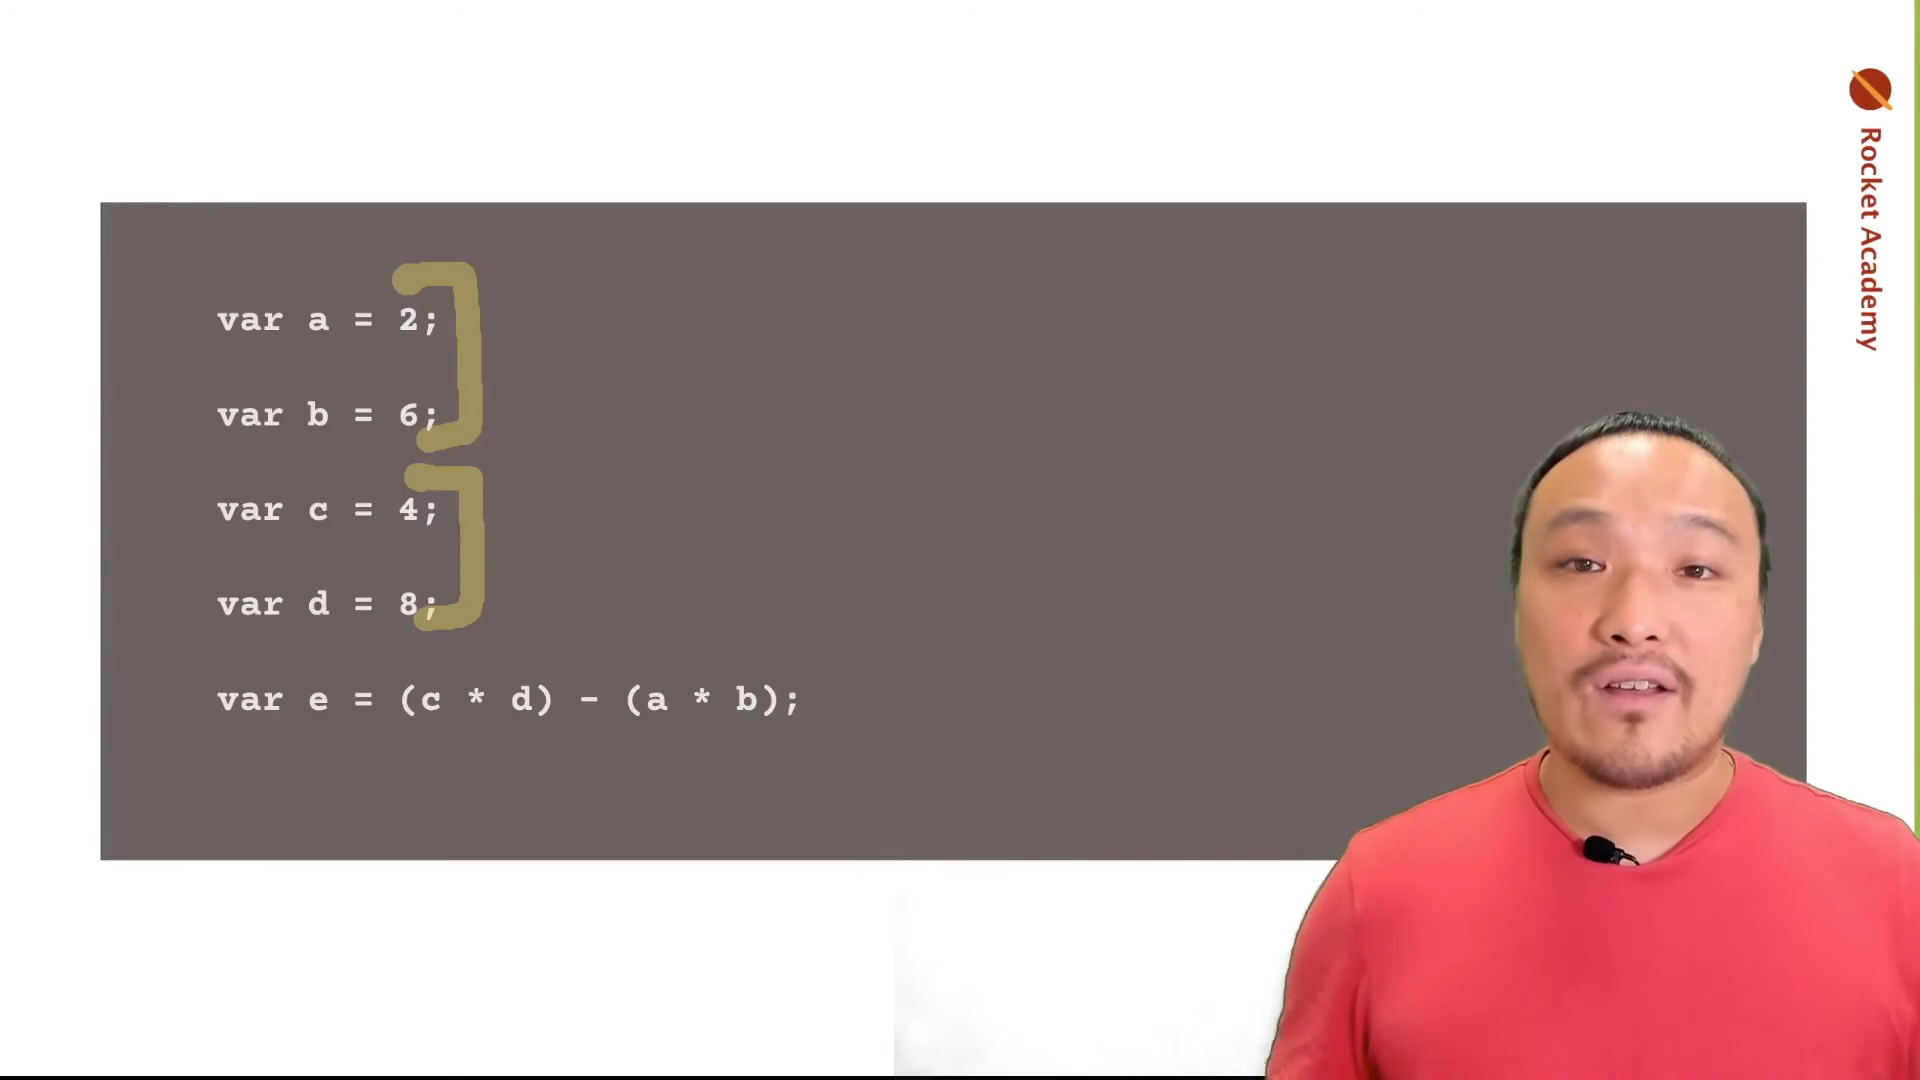 var a = 2;
var b = 6;
var c = 4;
var d = 8;
var e = (c * d) - (a * b);
Rocket Academy